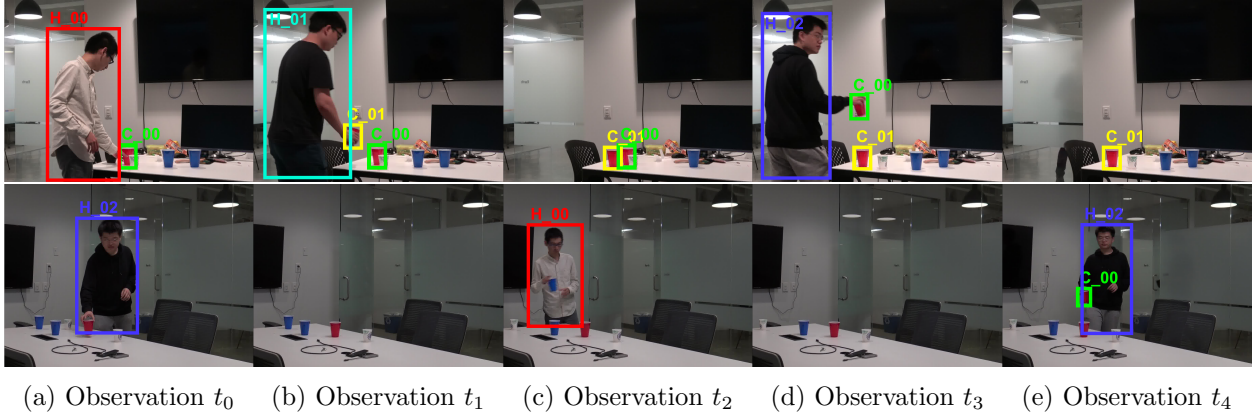 H_00
C_00
H_01
C_01
C_00
C_01
C_00
H_02
C_00
C_01
C_01
H_02
H_00
H_02
C_00
(a) Observation t0
(b) Observation t1
(c) Observation t2
(d) Observation t3
(e) Observation t4